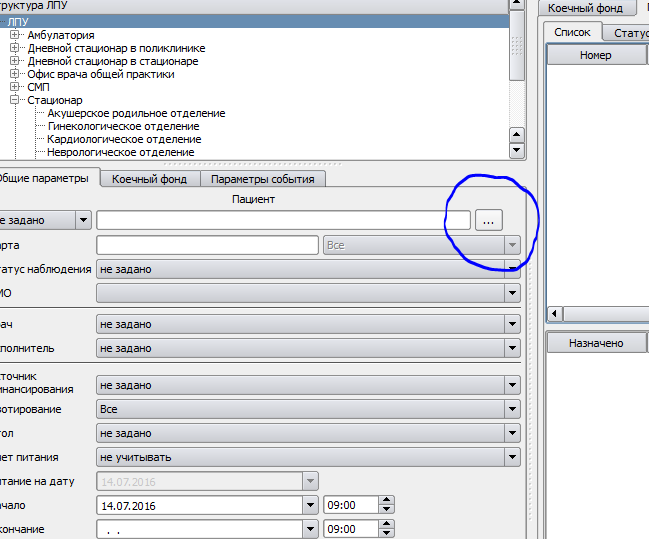 труктура ЛПУ
ЛПУ
Амбулатория
Дневной стационар в поликлинике
Дневной стационар в стационаре
Офис врача общей практики
СМП
Стационар
Акушерское родильное отделение
Гинекологическое отделение
Кардиологическое отделение
Неврологическое отделение
Общие параметры Коечный фонд Параметры события
Пациент
е задано ...
арта Все
татус наблюдения не задано
МО
ач не задано
сполнитель не задано
сточник
инансирования не задано
вотирование Все
тол не задано
чет питания не учитывать
итание на дату 14.07.2016
ачало 14.07.2016 09:00
кончание . . 09:00
Коечный фонд
Список Статус
Номер
Назначено